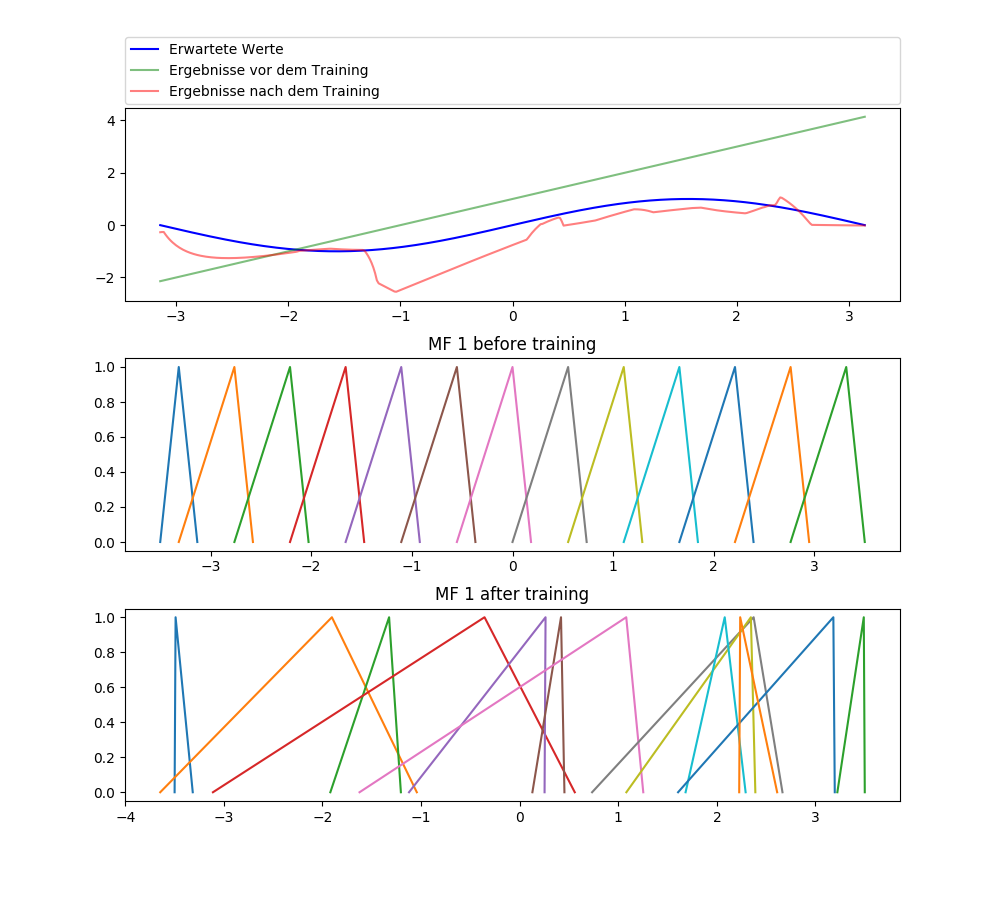 Erwartete Werte
Ergebnisse vor dem Training
Ergebnisse nach dem Training
4
2
0
−2
−3 −2 −1 0 1 2 3
MF 1 before training
1.0
0.8
0.6
0.4
0.2
0.0
−3 −2 −1 0 1 2 3
MF 1 after training
1.0
0.8
0.6
0.4
0.2
0.0
−4 −3 −2 −1 0 1 2 3